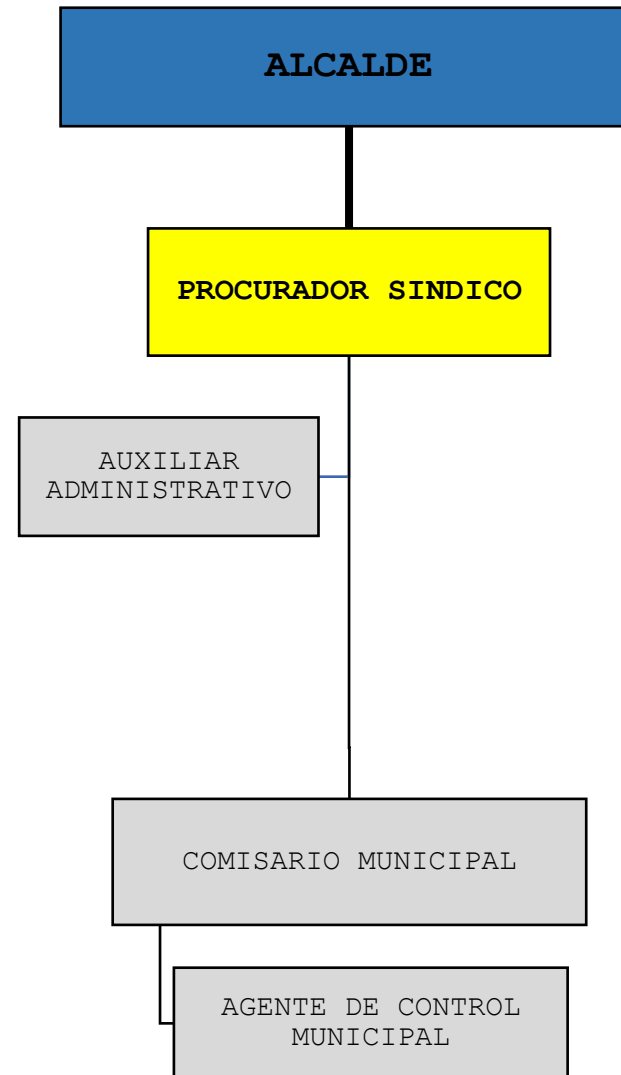 ALCALDE
PROCURADOR SINDICO
AUXILIAR
ADMINISTRATIVO
COMISARIO MUNICIPAL
AGENTE DE CONTROL
MUNICIPAL